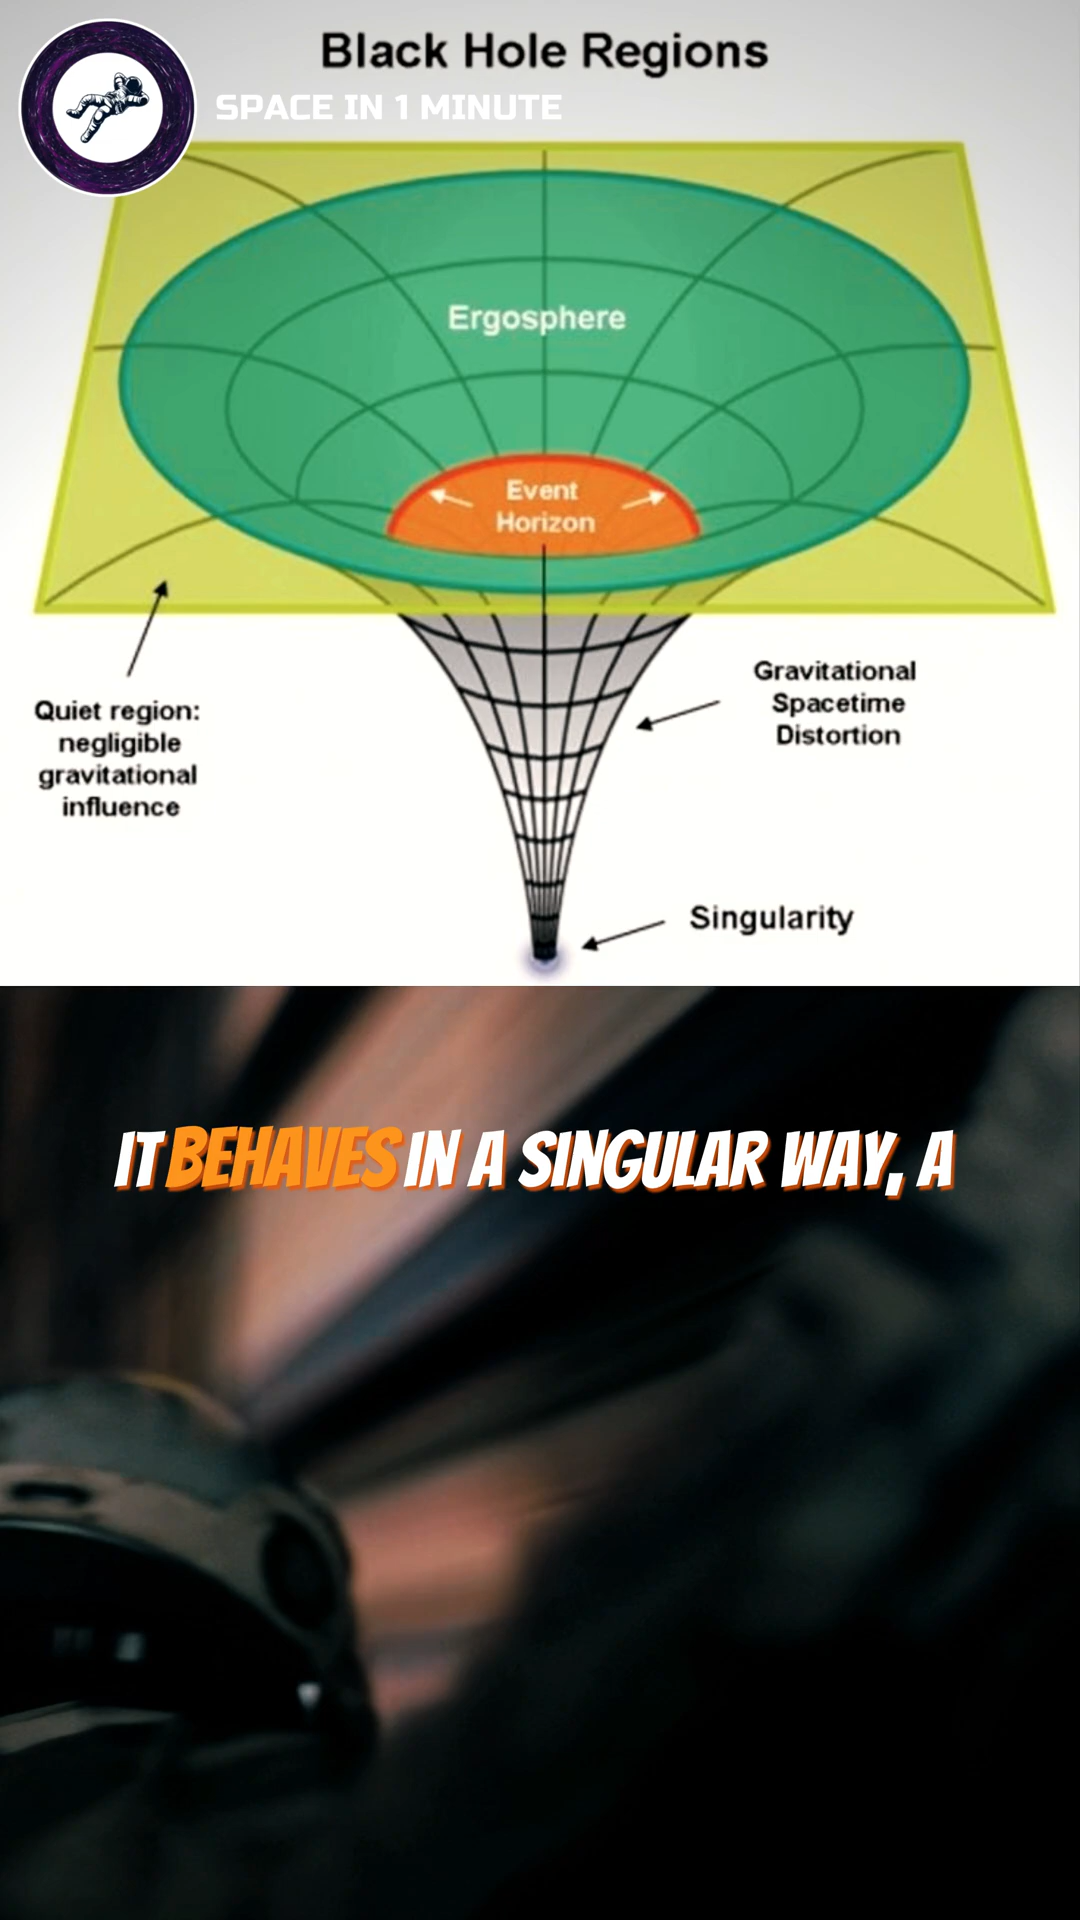 Black Hole Regions
SPACE IN 1 MINUTE
Ergosphere
Event
Horizon
Quiet region:
negligible
gravitational
influence
Gravitational
Spacetime
Distortion
Singularity
IT BEHAVES IN A SINGULAR WAY, A